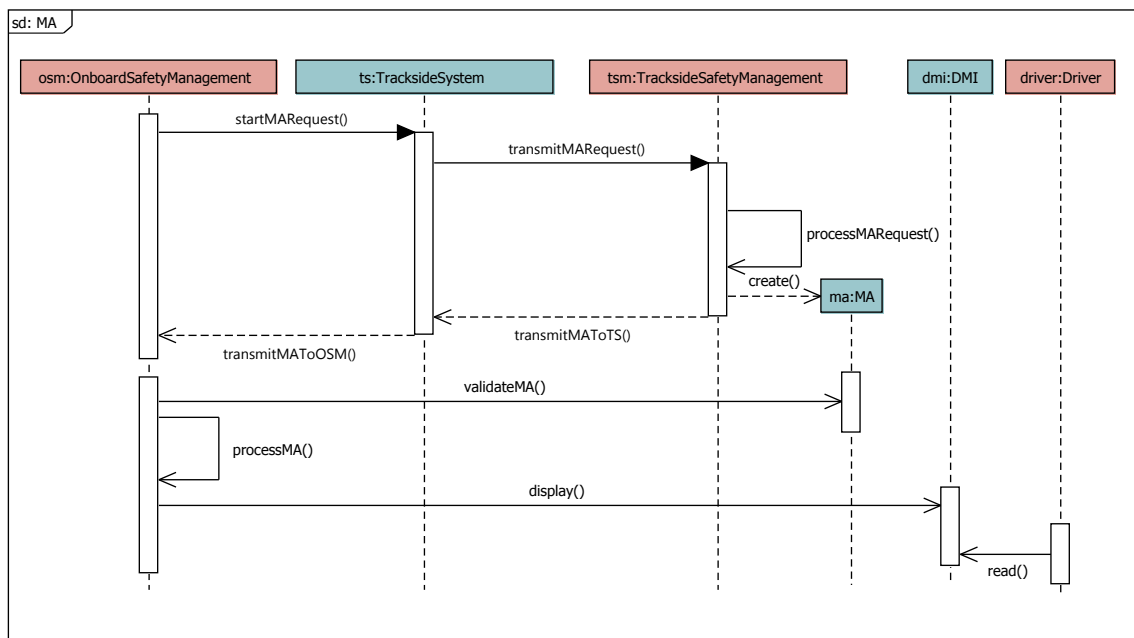 sd: MA
osm:OnboardSafetyManagement
ts:TracksideSystem
tsm:TracksideSafetyManagement
dmi:DMI
driver:Driver
startMARequest()
transmitMARequest()
processMARequest()
create()
ma:MA
transmitMAToTS()
transmitMAToOSM()
validateMA()
processMA()
display()
read()